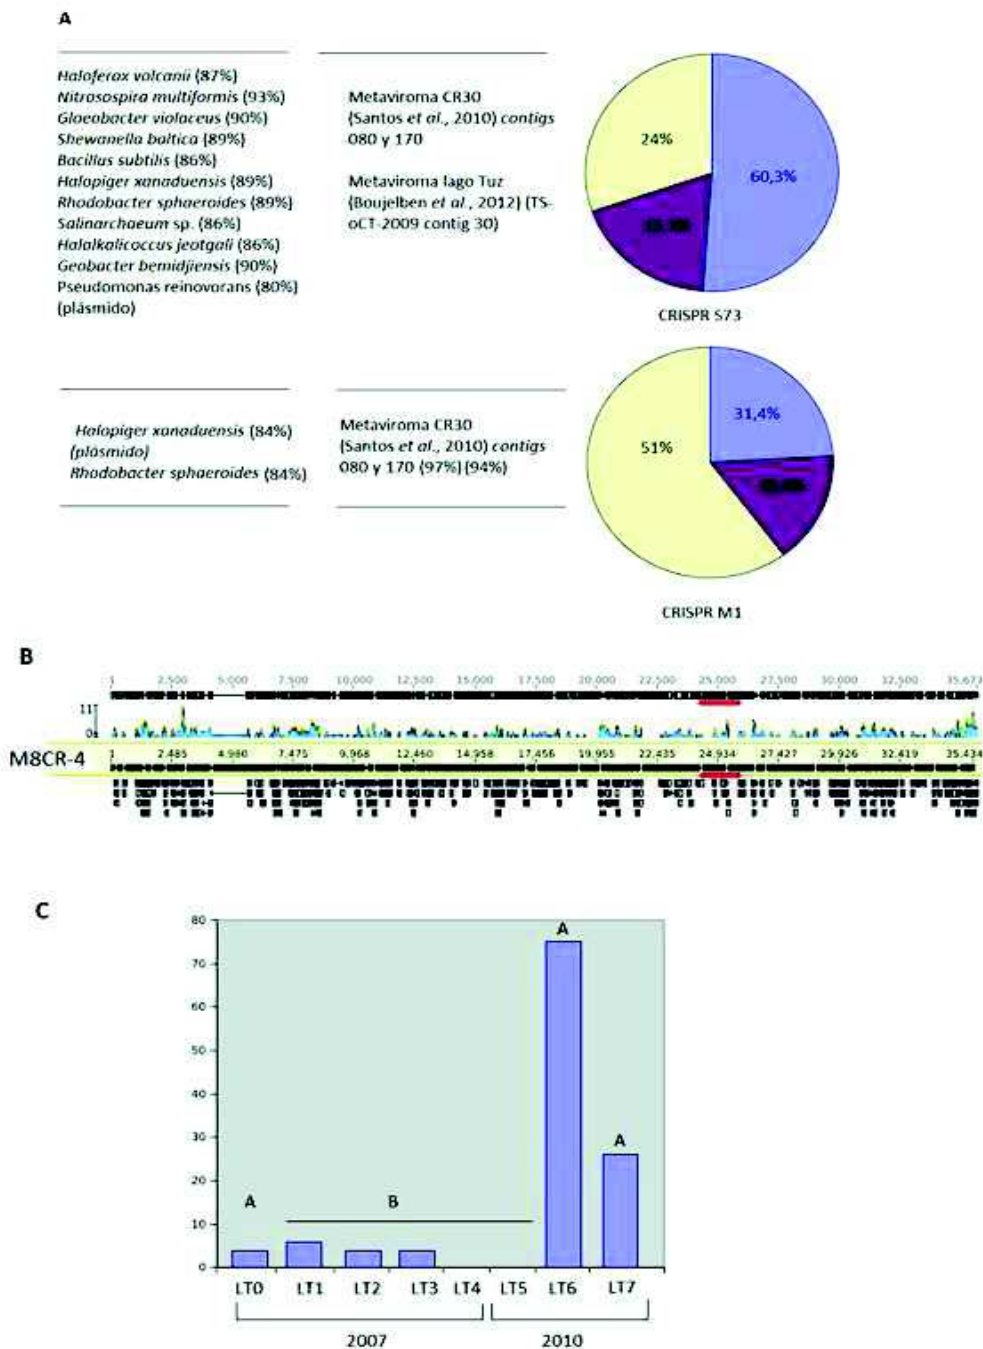 A
Haloferax volcanii (87%)
Nitrosospira multiformis (93%)
Gloeobacter violaceus (90%)
Shewanella baltica (89%)
Bacillus subtilis (86%)
Halopiger xanaduensis (89%)
Rhodobacter sphaeroides (89%)
Salinarchaeum sp. (86%)
Halalkalicoccus jeotgali (86%)
Geobacter bemidjiensis (90%)
Pseudomonas reinovorans (80%)
(plásmido)
Metaviroma CR30
(Santos et al., 2010) contigs
080 y 170
Metaviroma lago Tuz
(Boujelben et al., 2012) (TS-
oCT-2009 contig 30)
24%
60,3%
CRISPR S73
Halopiger xanaduensis (84%)
(plásmido)
Rhodobacter sphaeroides (84%)
Metaviroma CR30
(Santos et al., 2010) contigs
080 y 170 (97%) (94%)
51%
31,4%
CRISPR M1
B
1 2,500 5,000 7,500 10,000 12,500 15,000 17,500 20,000 22,500 25,000 27,500 30,000 32,500 35,677
11
0
M8CR-4
1 2.485 4.980 7.475 9.968 12.460 14.958 17.456 19.955 22.435 24.934 27.427 29.926 32.419 35.434
C
80
70
60
50
40
30
20
10
0
A
B
A
A
LT0 LT1 LT2 LT3 LT4 LT5 LT6 LT7
2007 2010